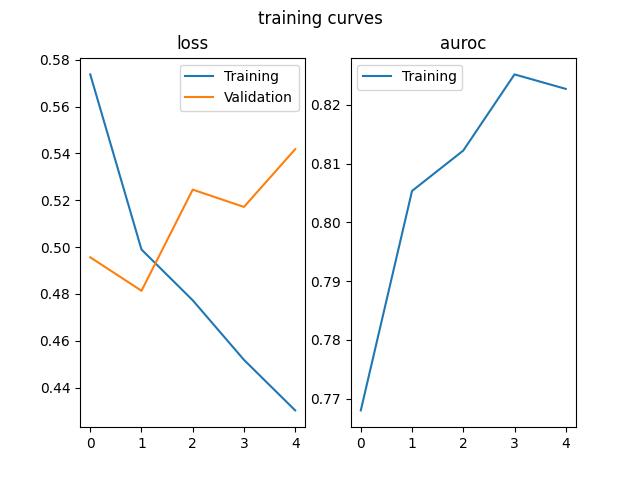 training curves
loss
0.58
0.56
0.54
0.52
0.50
0.48
0.46
0.44
Training
Validation
0 1 2 3 4
auroc
0.82
0.81
0.80
0.79
0.78
0.77
Training
0 1 2 3 4